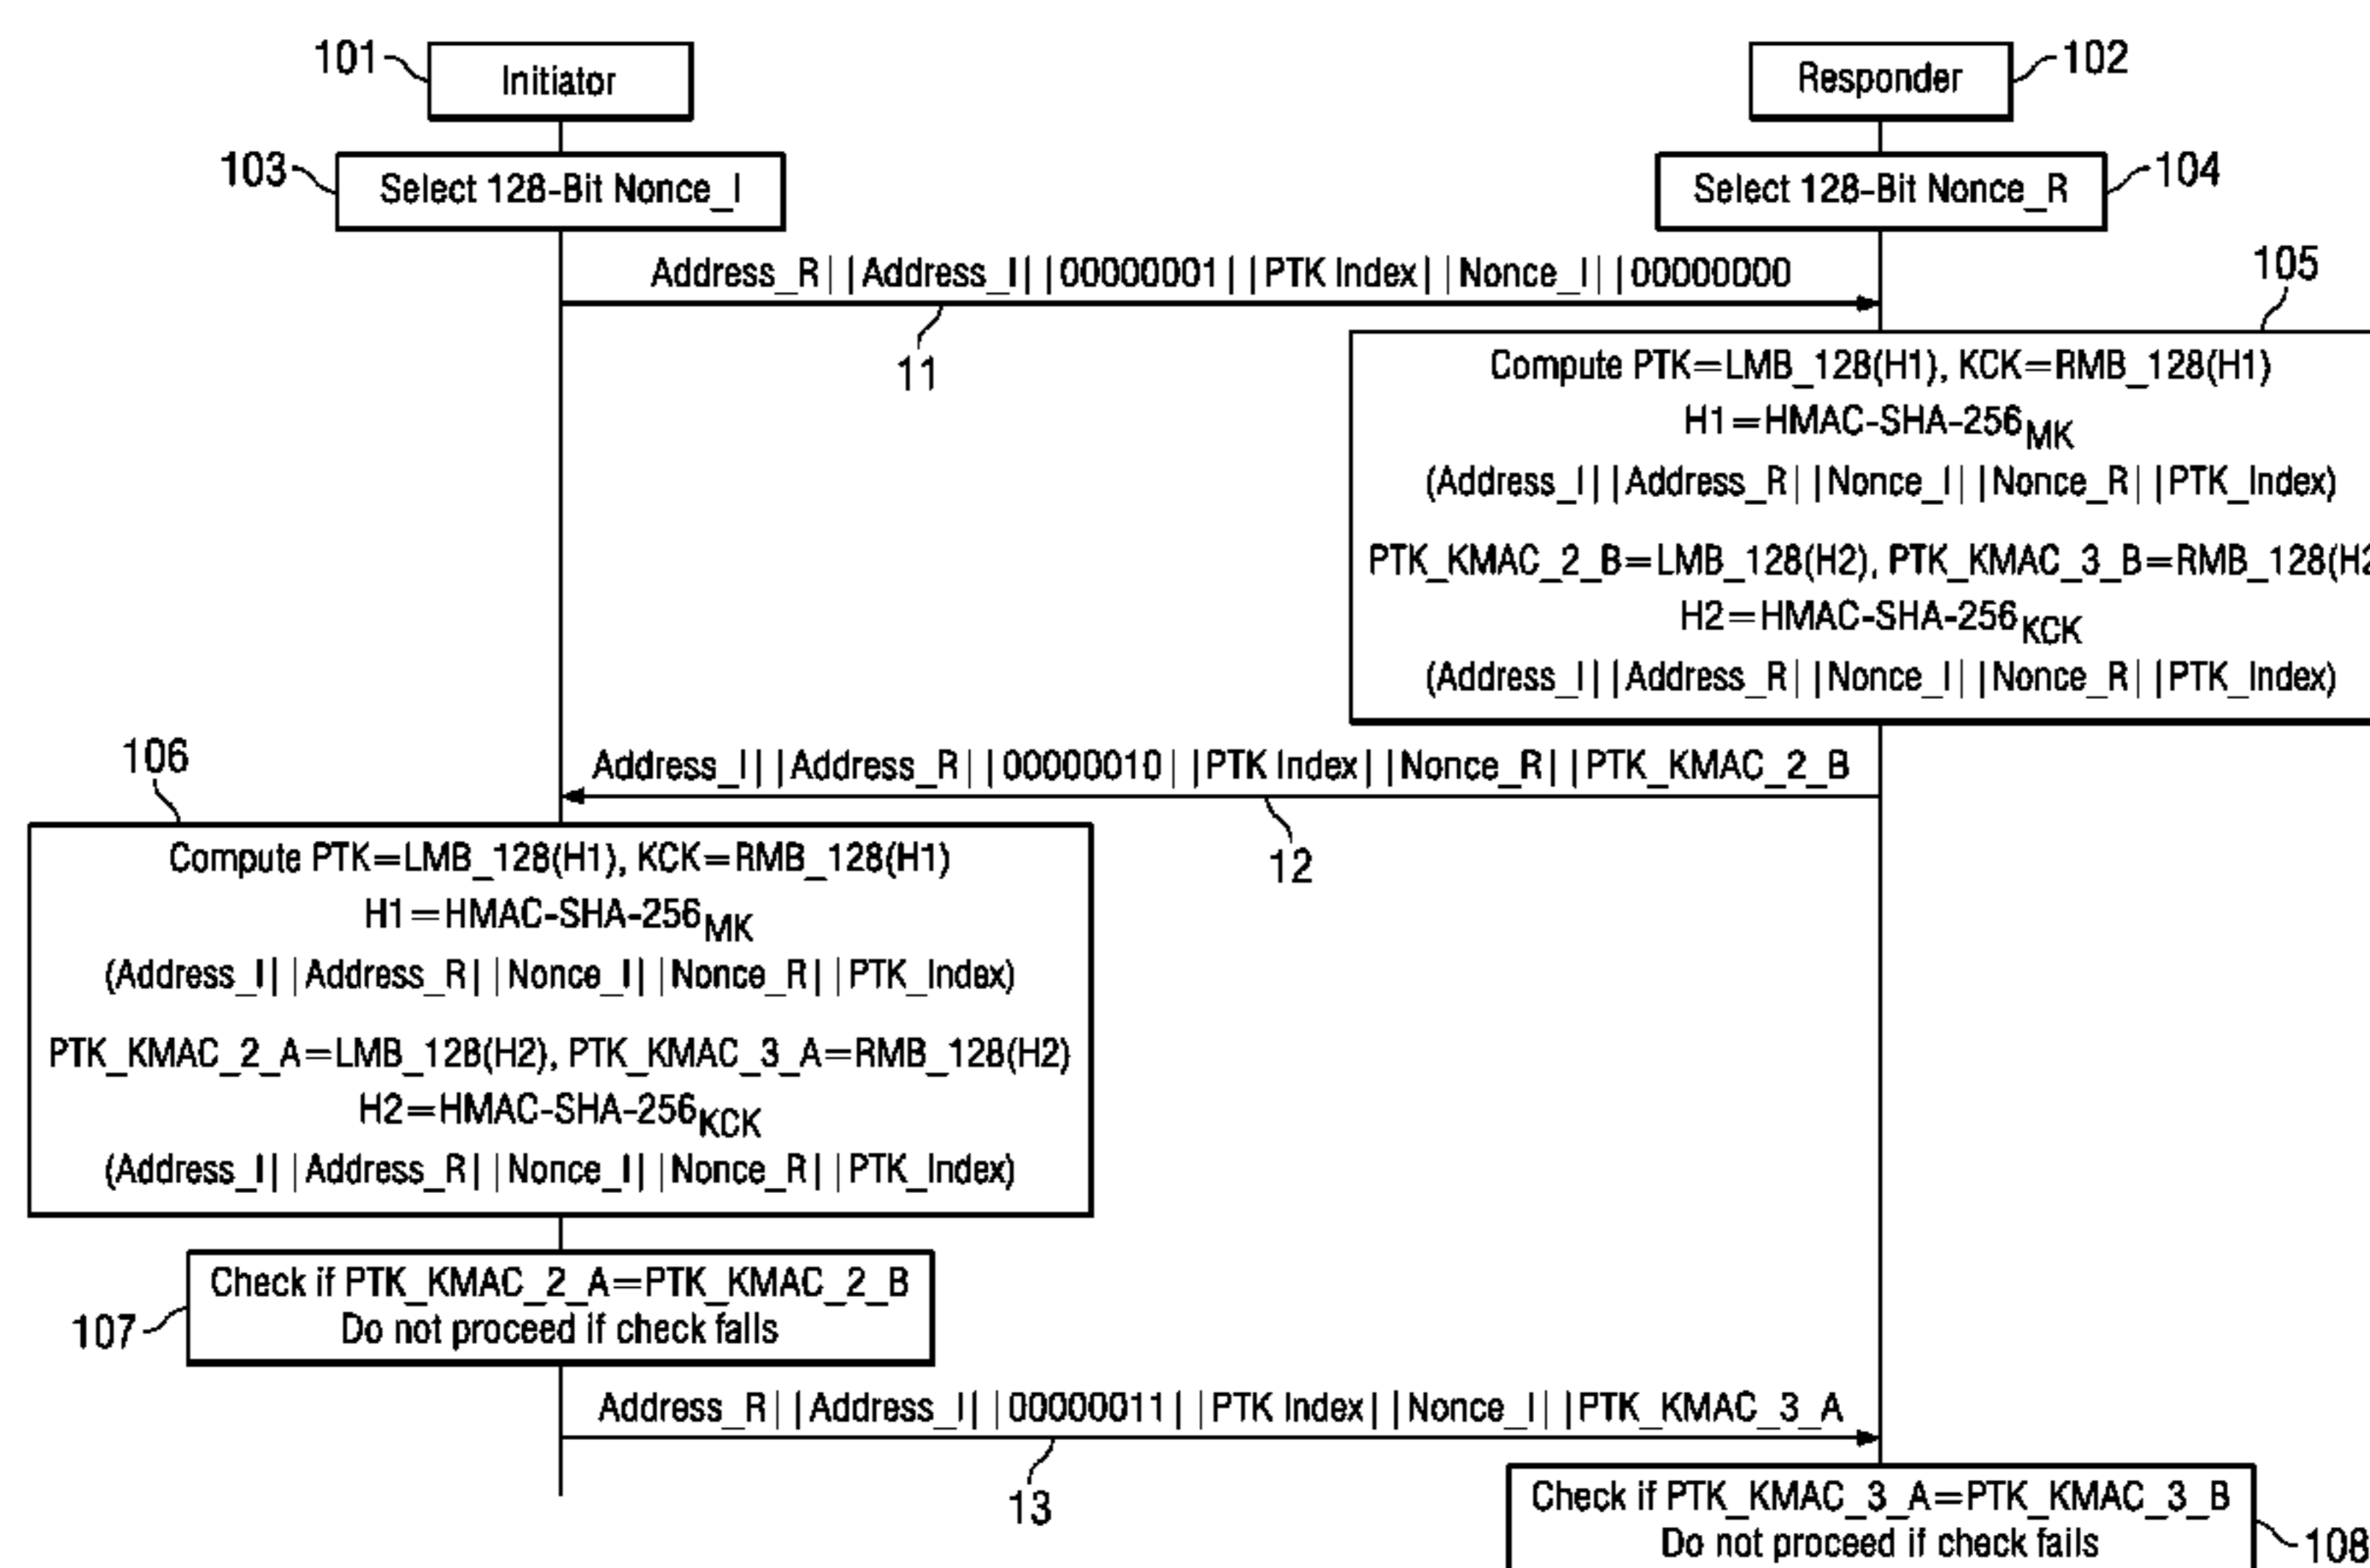 101
Initiator
Responder
102
103
Select 128-Bit Nonce_I
Select 128-Bit Nonce_R
104
Address_R||Address_I||00000001||PTK Index||Nonce_I||00000000
11
105
Compute PTK=LMB_128(H1), KCK=RMB_128(H1)
H1=HMAC-SHA-256MK
(Address_I||Address_R||Nonce_I||Nonce_R||PTK_Index)
PTK_KMAC_2_B=LMB_128(H2), PTK_KMAC_3_B=RMB_128(H2
H2=HMAC-SHA-256KCK
(Address_I||Address_R||Nonce_I||Nonce_R||PTK_Index)
Address_I||Address_R||00000010||PTK Index||Nonce_R||PTK_KMAC_2_B
12
106
Compute PTK=LMB_128(H1), KCK=RMB_128(H1)
H1=HMAC-SHA-256MK
(Address_I||Address_R||Nonce_I||Nonce_R||PTK_Index)
PTK_KMAC_2_A=LMB_128(H2), PTK_KMAC_3_A=RMB_128(H2)
H2=HMAC-SHA-256KCK
(Address_I||Address_R||Nonce_I||Nonce_R||PTK_Index)
107
Check if PTK_KMAC_2_A=PTK_KMAC_2_B
Do not proceed if check fails
Address_R||Address_I||00000011||PTK Index||Nonce_I||PTK_KMAC_3_A
13
Check if PTK_KMAC_3_A=PTK_KMAC_3_B
Do not proceed if check fails
108